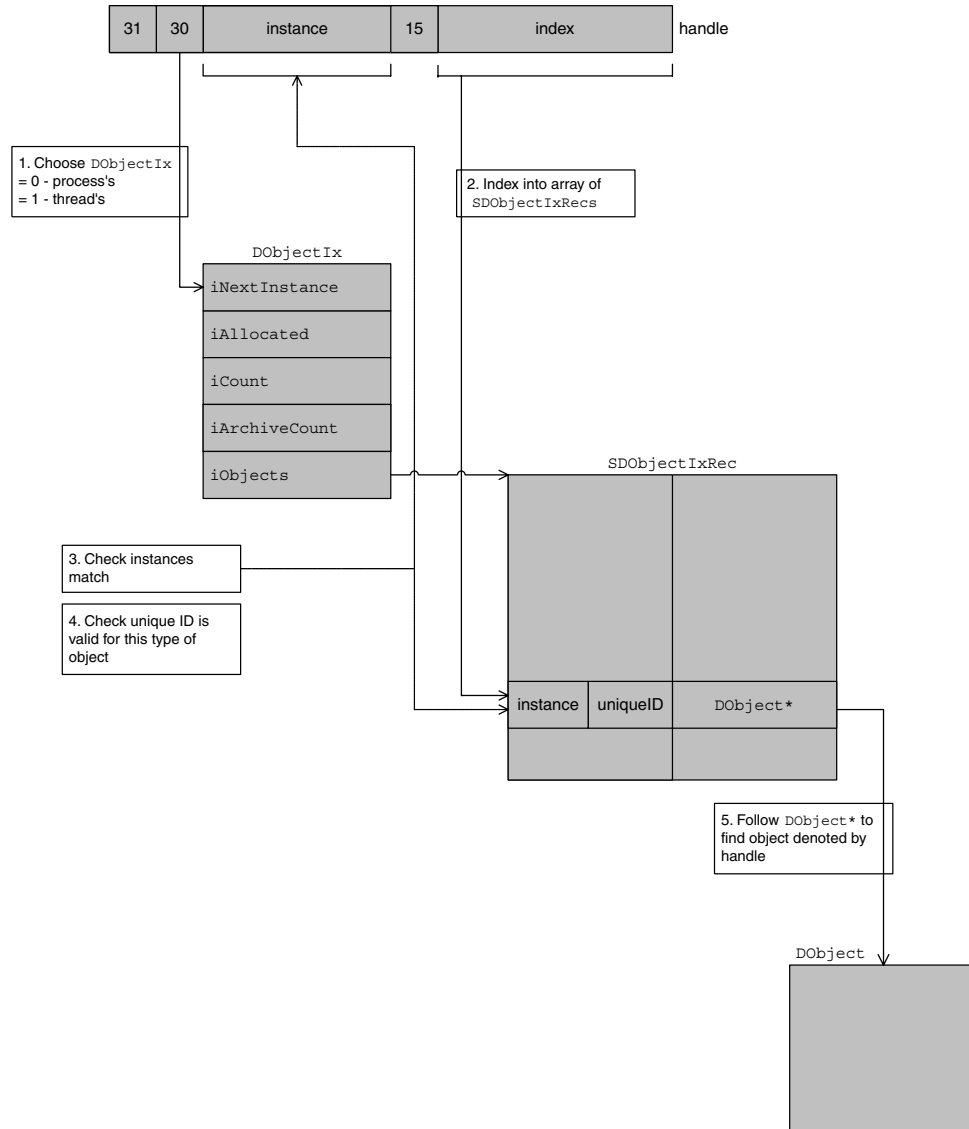 31 30 instance 15 index handle
1. Choose DObjectIx
= 0 - process's
= 1 - thread's
2. Index into array of
SDObjectIxRecs
DObjectIx
iNextInstance
iAllocated
iCount
iArchiveCount
iObjects
SDObjectIxRec
3. Check instances
match
4. Check unique ID is
valid for this type of
object
instance uniqueID DObject*
5. Follow DObject* to
find object denoted by
handle
DObject